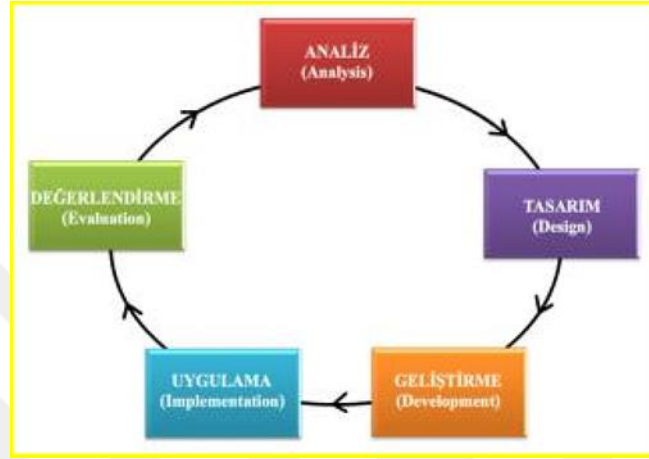 ANALİZ
(Analysis)
TASARIM
(Design)
GELİŞTİRME
(Development)
UYGULAMA
(Implementation)
DEĞERLENDİRME
(Evaluation)